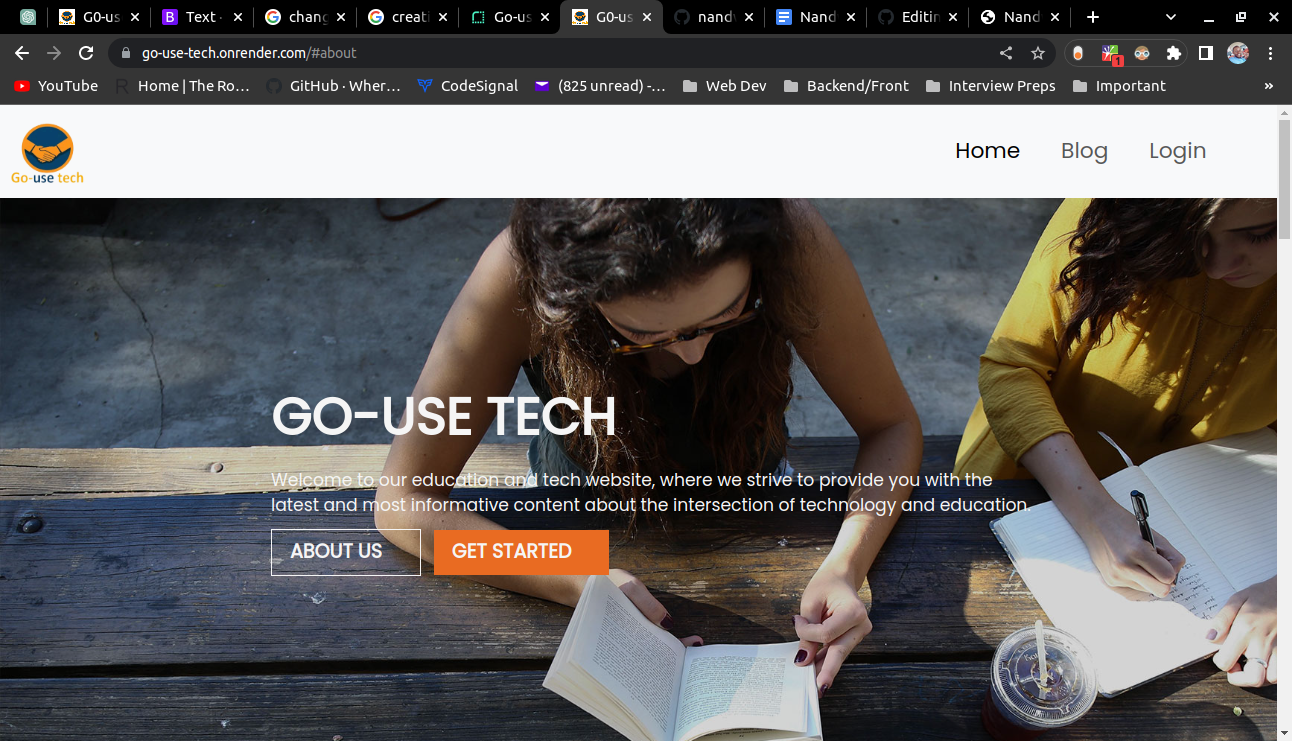 G0-us
Text -
chang
creati
Go-us
G0-us
nandv
Nand
Editin
Nand
go-use-tech.onrender.com/#about
1
YouTube
Home | The Ro…
GitHub · Wher…
CodeSignal
(825 unread) -…
Web Dev
Backend/Front
Interview Preps
Important
»
Go-use tech
Home
Blog
Login
GO-USE TECH
Welcome to our education and tech website, where we strive to provide you with the
latest and most informative content about the intersection of technology and education.
ABOUT US
GET STARTED